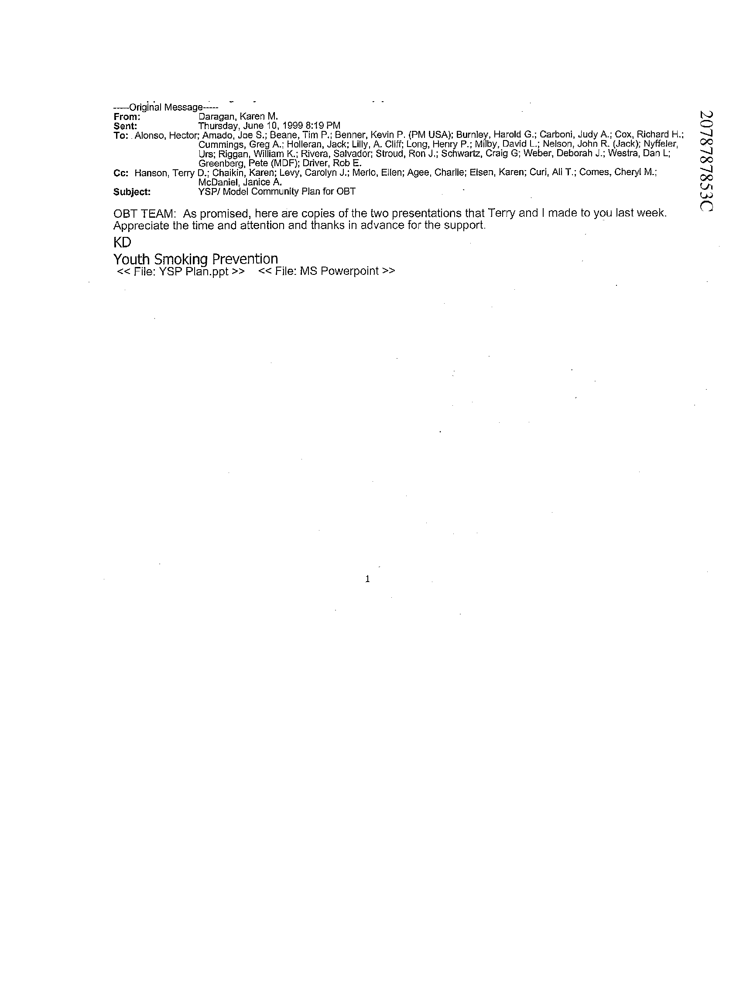 -----Original Message-----
From: Daragan, Karen M.
Sent: Thursday, June 10, 1999 8:19 PM
To: Alonso, Hector; Amado, Joe S.; Beane, Tim P.; Benner, Kevin P. (PM USA); Burnley, Harold G.; Carboni, Judy A.; Cox, Richard H.;
Cummings, Greg A.; Holleran, Jack; Lilly, A. Cliff; Long, Henry P.; Milby, David L.; Nelson, John R. (Jack); Nyffeler,
Urs; Riggan, William K.; Rivera, Salvador; Stroud, Ron J.; Schwartz, Craig G; Weber, Deborah J.; Westra, Dan L;
Greenberg, Pete (MDF); Driver, Rob E.
Cc: Hanson, Terry D.; Chaikin, Karen; Levy, Carolyn J.; Merlo, Ellen; Agee, Charlie; Eisen, Karen; Curi, Ali T.; Comes, Cheryl M.;
McDaniel, Janice A.
Subject: YSP/ Model Community Plan for OBT
OBT TEAM: As promised, here are copies of the two presentations that Terry and I made to you last week.
Appreciate the time and attention and thanks in advance for the support.
KD
Youth Smoking Prevention
<< File: YSP Plan.ppt >> << File: MS Powerpoint >>
1
2078787853C